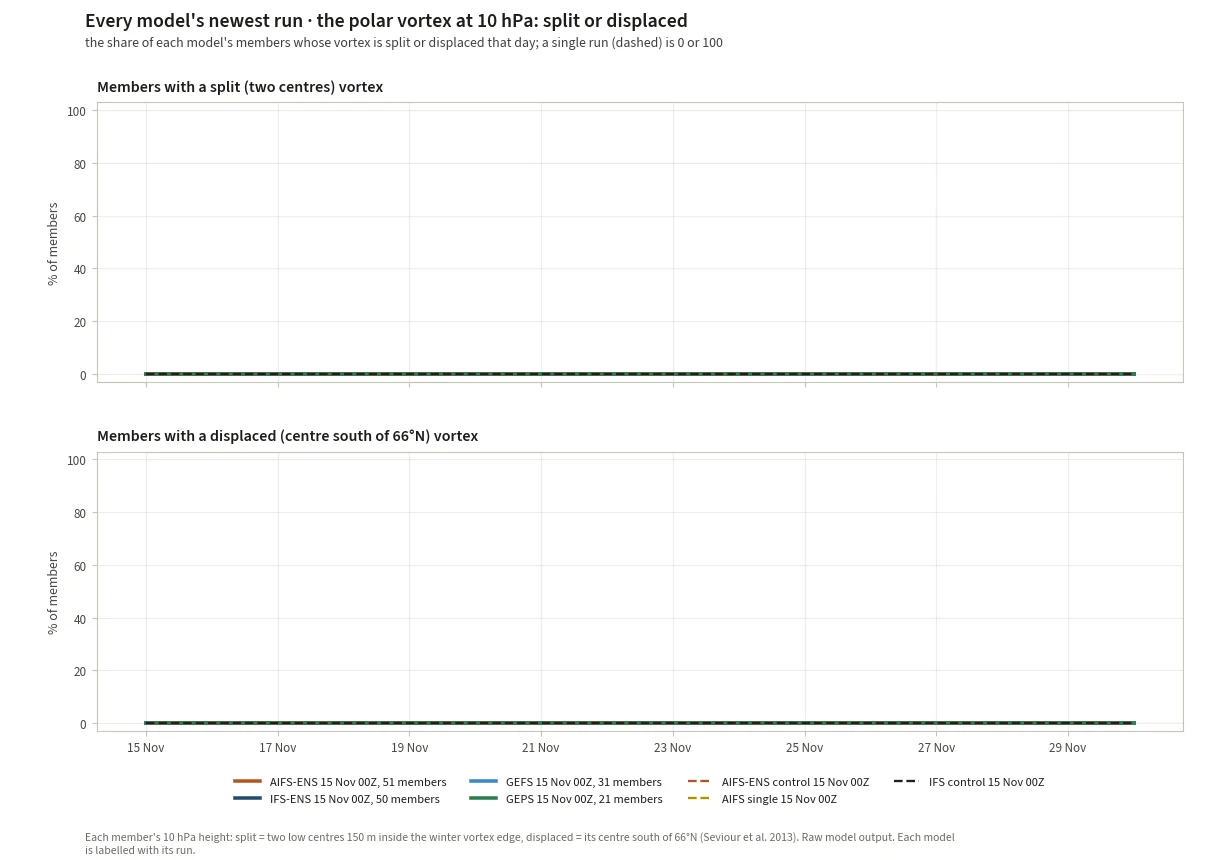 Every model's newest run · the polar vortex at 10 hPa: split or displaced
the share of each model's members whose vortex is split or displaced that day; a single run (dashed) is 0 or 100
Members with a split (two centres) vortex
100
80
60
40
20
0
% of members
Members with a displaced (centre south of 66°N) vortex
100
80
60
40
20
0
% of members
15 Nov 17 Nov 19 Nov 21 Nov 23 Nov 25 Nov 27 Nov 29 Nov
AIFS-ENS 15 Nov 00Z, 51 members GEFS 15 Nov 00Z, 31 members AIFS-ENS control 15 Nov 00Z IFS control 15 Nov 00Z
IFS-ENS 15 Nov 00Z, 50 members GEPS 15 Nov 00Z, 21 members AIFS single 15 Nov 00Z
Each member's 10 hPa height: split = two low centres 150 m inside the winter vortex edge, displaced = its centre south of 66°N (Seviour et al. 2013). Raw model output. Each model
is labelled with its run.